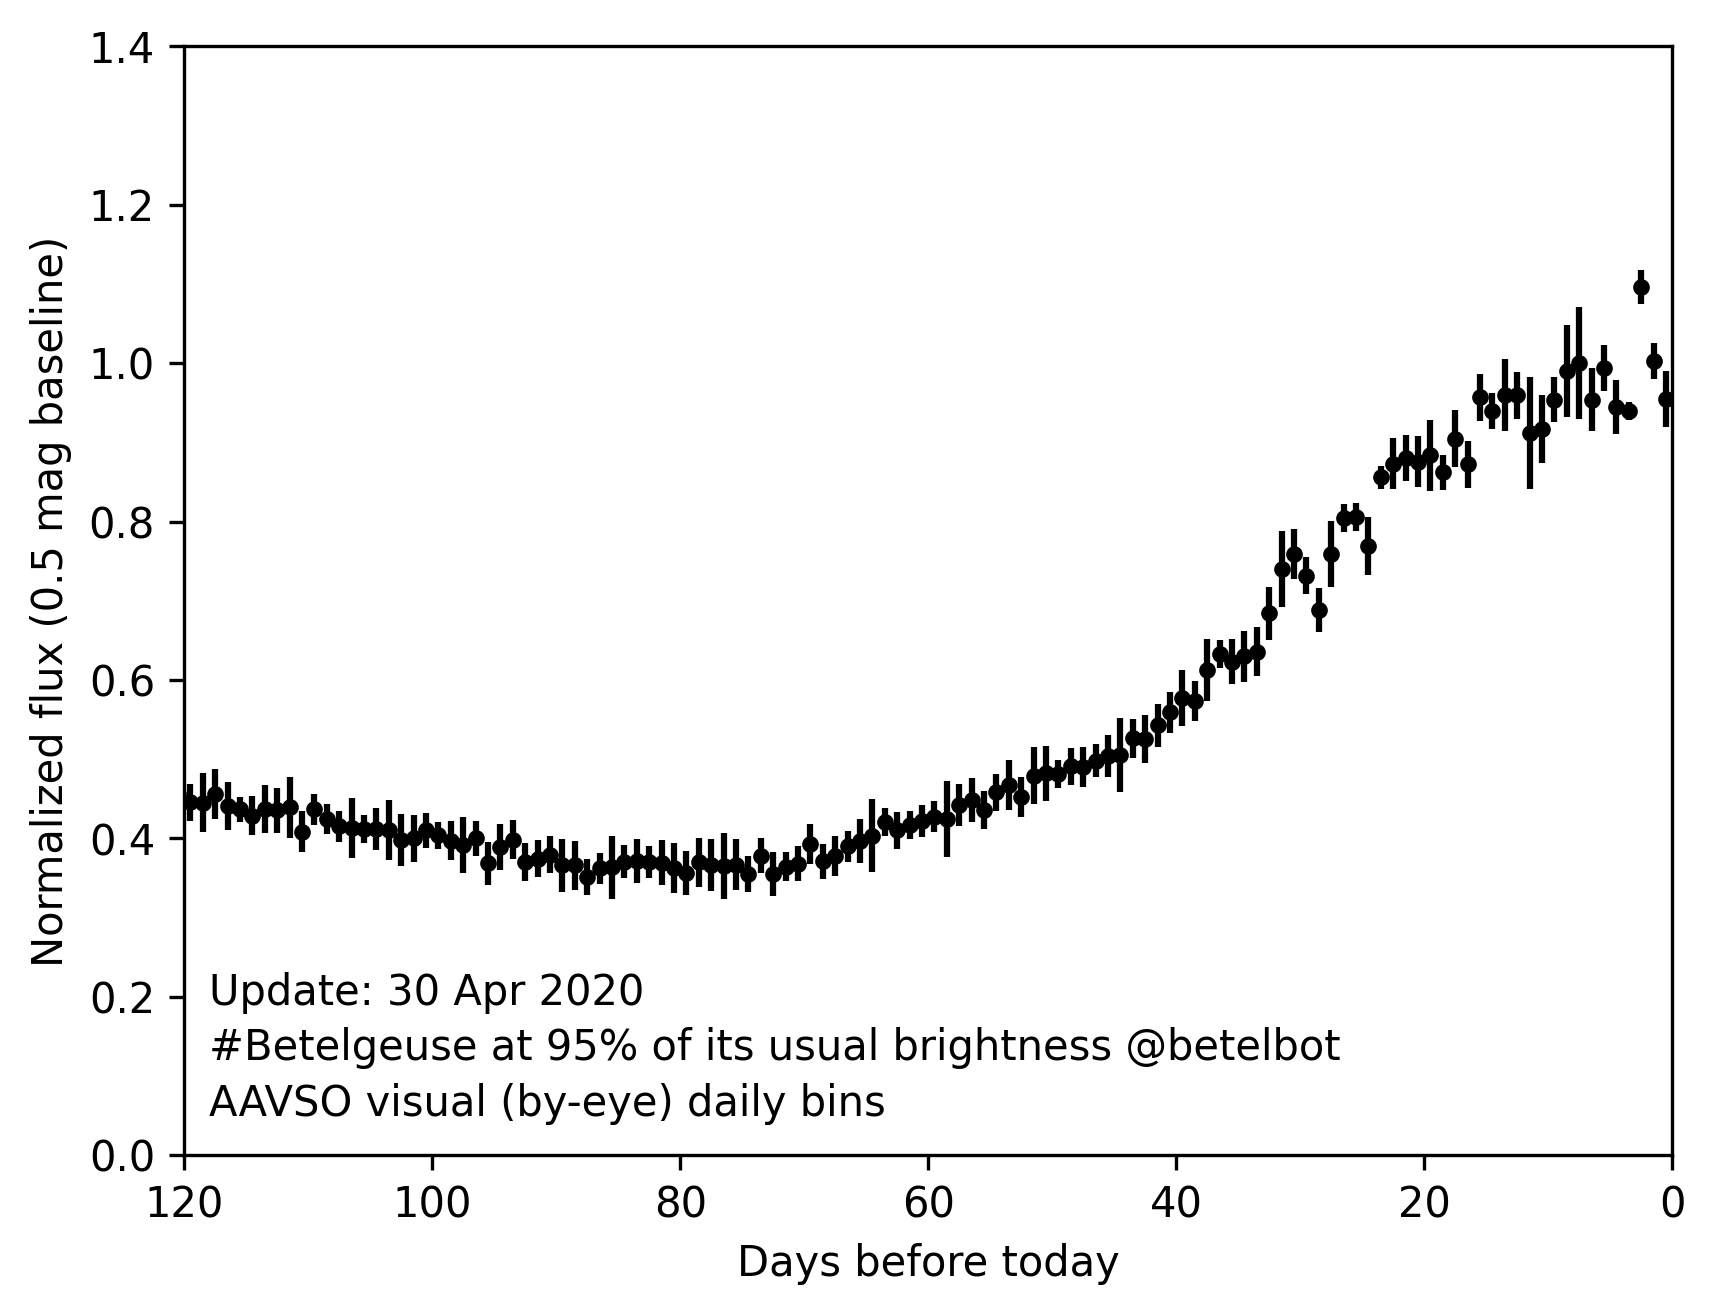 1.4
1.2
1.0
0.8
0.6
0.4
0.2
0.0
Normalized flux (0.5 mag baseline)
Update: 30 Apr 2020
#Betelgeuse at 95% of its usual brightness @betelbot
AAVSO visual (by-eye) daily bins
120 100 80 60 40 20 0
Days before today